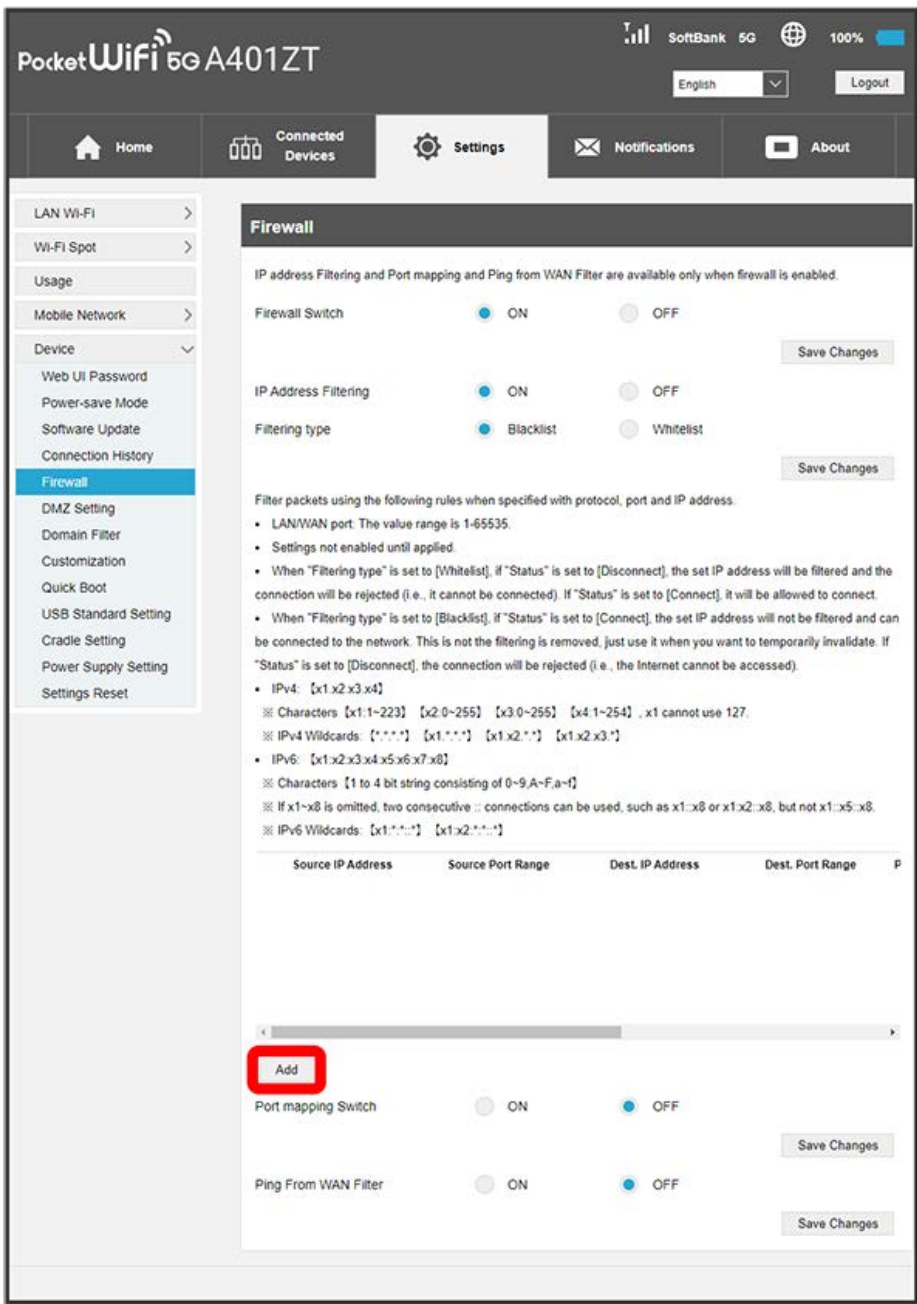 SoftBank 5G 100%
PocketWiFi 5G A401ZT
English Logout
Home Connected Devices Settings Notifications About
LAN Wi-Fi
Wi-Fi Spot
Usage
Mobile Network
Device
Web UI Password
Power-save Mode
Software Update
Connection History
Firewall
DMZ Setting
Domain Filter
Customization
Quick Boot
USB Standard Setting
Cradle Setting
Power Supply Setting
Settings Reset
Firewall
IP address Filtering and Port mapping and Ping from WAN Filter are available only when firewall is enabled.
Firewall Switch ON OFF
Save Changes
IP Address Filtering ON OFF
Filtering type Blacklist Whitelist
Save Changes
Filter packets using the following rules when specified with protocol, port and IP address.
• LAN/WAN port: The value range is 1-65535.
• Settings not enabled until applied.
• When "Filtering type" is set to [Whitelist], if "Status" is set to [Disconnect], the set IP address will be filtered and the
connection will be rejected (i.e., it cannot be connected). If "Status" is set to [Connect], it will be allowed to connect.
• When "Filtering type" is set to [Blacklist], if "Status" is set to [Connect], the set IP address will not be filtered and can
be connected to the network. This is not the filtering is removed, just use it when you want to temporarily invalidate. If
"Status" is set to [Disconnect], the connection will be rejected (i.e., the Internet cannot be accessed).
• IPv4: 【x1.x2.x3.x4】
※ Characters【x1:1~223】【x2:0~255】【x3:0~255】【x4:1~254】, x1 cannot use 127.
※ IPv4 Wildcards:【*.*.*.*】【x1.*.*.*】【x1.x2.*.*】【x1.x2.x3.*】
• IPv6: 【x1:x2:x3:x4:x5:x6:x7:x8】
※ Characters【1 to 4 bit string consisting of 0~9,A~F,a~f】
※ If x1~x8 is omitted, two consecutive :: connections can be used, such as x1::x8 or x1:x2::x8, but not x1::x5::x8.
※ IPv6 Wildcards:【x1:*:*::*】【x1:x2:*:*::*】
Source IP Address Source Port Range Dest. IP Address Dest. Port Range P
Add
Port mapping Switch ON OFF
Save Changes
Ping From WAN Filter ON OFF
Save Changes